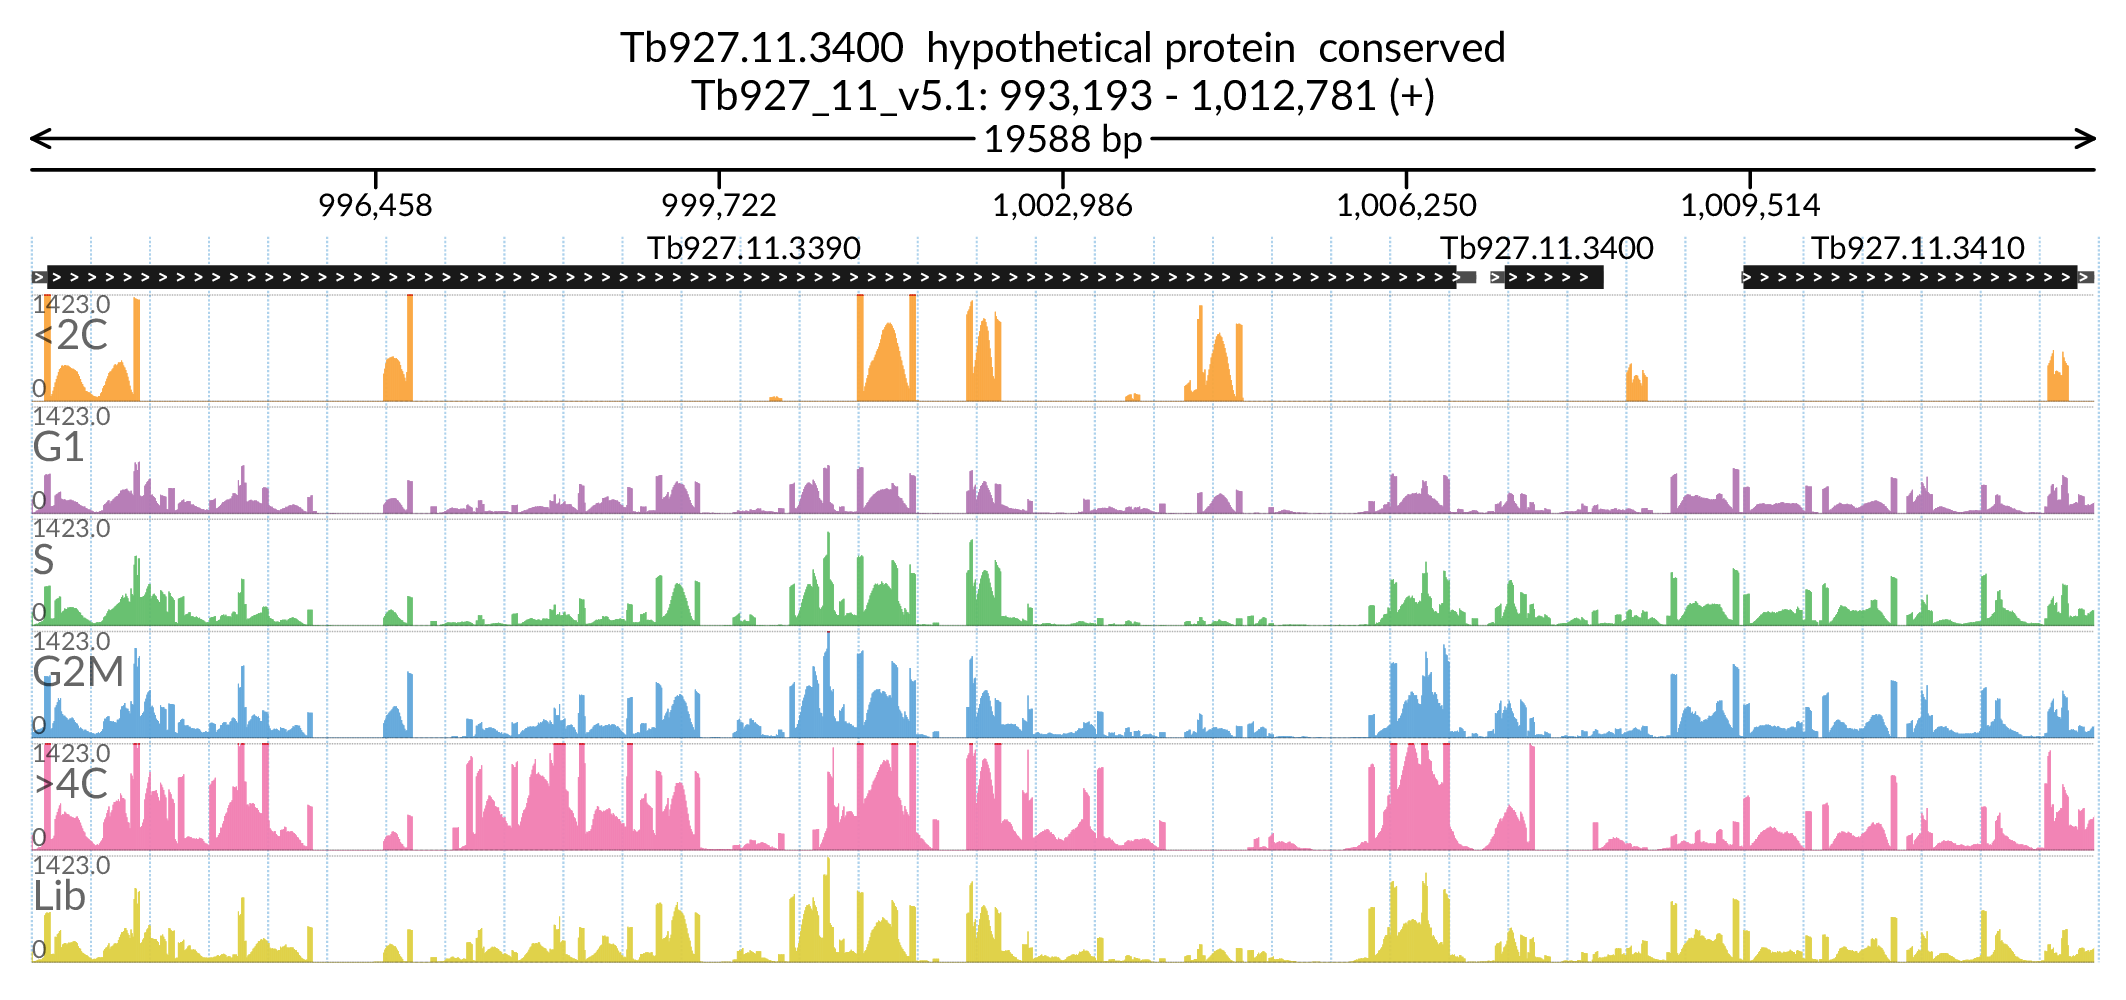 Tb927.11.3400 hypothetical protein conserved
Tb927_11_v5.1: 993,193 - 1,012,781 (+)
19588 bp
996,458 999,722 1,002,986 1,006,250 1,009,514
Tb927.11.3390 Tb927.11.3400 Tb927.11.3410
1423.0
<2C
0
1423.0
G1
0
1423.0
S
0
1423.0
G2M
0
1423.0
>4C
0
1423.0
Lib
0